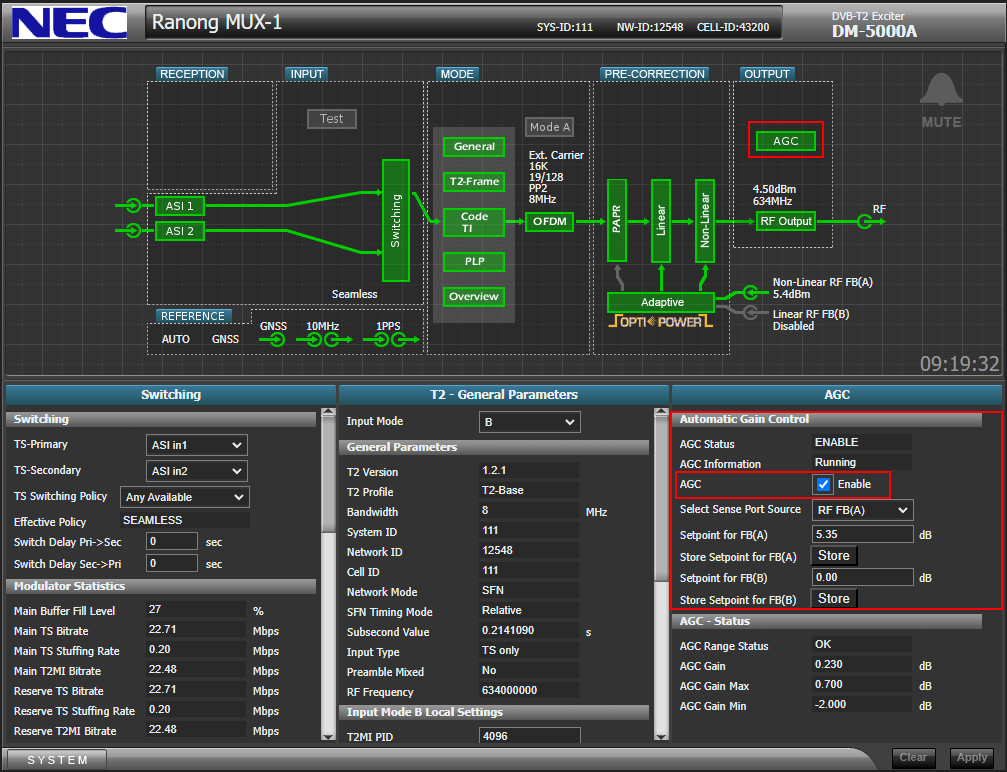 NEC
Ranong MUX-1
SYS-ID:111 NW-ID:12548 CELL-ID:43200
DVB-T2 Exciter
DM-5000A
RECEPTION
INPUT
MODE
PRE-CORRECTION
OUTPUT
Test
MUTE
Mode A
AGC
General
T2-Frame
Code
TI
PLP
Overview
Ext. Carrier
16K
19/128
PP2
8MHz
OFDM
ASI 1
ASI 2
Switching
Seamless
PAPR
Linear
Non-Linear
4.50dBm
634MHz
RF Output
RF
Adaptive
OPTI POWER
Non-Linear RF FB(A)
5.4dBm
Linear RF FB(B)
Disabled
REFERENCE
AUTO
GNSS
GNSS
10MHz
1PPS
09:19:32
Switching
Switching
TS-Primary ASI in1
TS-Secondary ASI in2
TS Switching Policy Any Available
Effective Policy SEAMLESS
Switch Delay Pri->Sec 0 sec
Switch Delay Sec->Pri 0 sec
Modulator Statistics
Main Buffer Fill Level 27 %
Main TS Bitrate 22.71 Mbps
Main TS Stuffing Rate 0.20 Mbps
Main T2MI Bitrate 22.48 Mbps
Reserve TS Bitrate 22.71 Mbps
Reserve TS Stuffing Rate 0.20 Mbps
Reserve T2MI Bitrate 22.48 Mbps
T2 - General Parameters
Input Mode B
General Parameters
T2 Version 1.2.1
T2 Profile T2-Base
Bandwidth 8 MHz
System ID 111
Network ID 12548
Cell ID 111
Network Mode SFN
SFN Timing Mode Relative
Subsecond Value 0.2141090 s
Input Type TS only
Preamble Mixed No
RF Frequency 634000000
Input Mode B Local Settings
T2MI PID 4096
AGC
Automatic Gain Control
AGC Status ENABLE
AGC Information Running
AGC Enable
Select Sense Port Source RF FB(A)
Setpoint for FB(A) 5.35 dB
Store Setpoint for FB(A) Store
Setpoint for FB(B) 0.00 dB
Store Setpoint for FB(B) Store
AGC - Status
AGC Range Status OK
AGC Gain 0.230 dB
AGC Gain Max 0.700 dB
AGC Gain Min -2.000 dB
SYSTEM
Clear
Apply